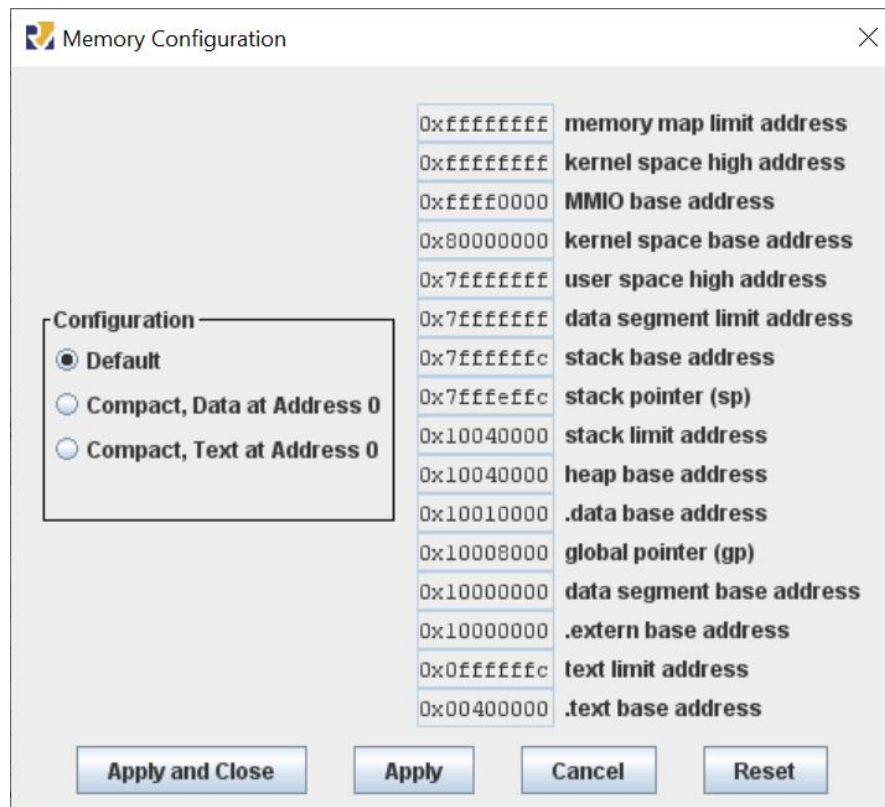 Memory Configuration
0xffffffff memory map limit address
0xffffffff kernel space high address
0xffff0000 MMIO base address
0x80000000 kernel space base address
0x7fffffff user space high address
0x7fffffff data segment limit address
0x7ffffffc stack base address
0x7fffeffc stack pointer (sp)
0x10040000 stack limit address
0x10040000 heap base address
0x10010000 .data base address
0x10008000 global pointer (gp)
0x10000000 data segment base address
0x10000000 .extern base address
0x0ffffffc text limit address
0x00400000 .text base address
Configuration
Default
Compact, Data at Address 0
Compact, Text at Address 0
Apply and Close Apply Cancel Reset